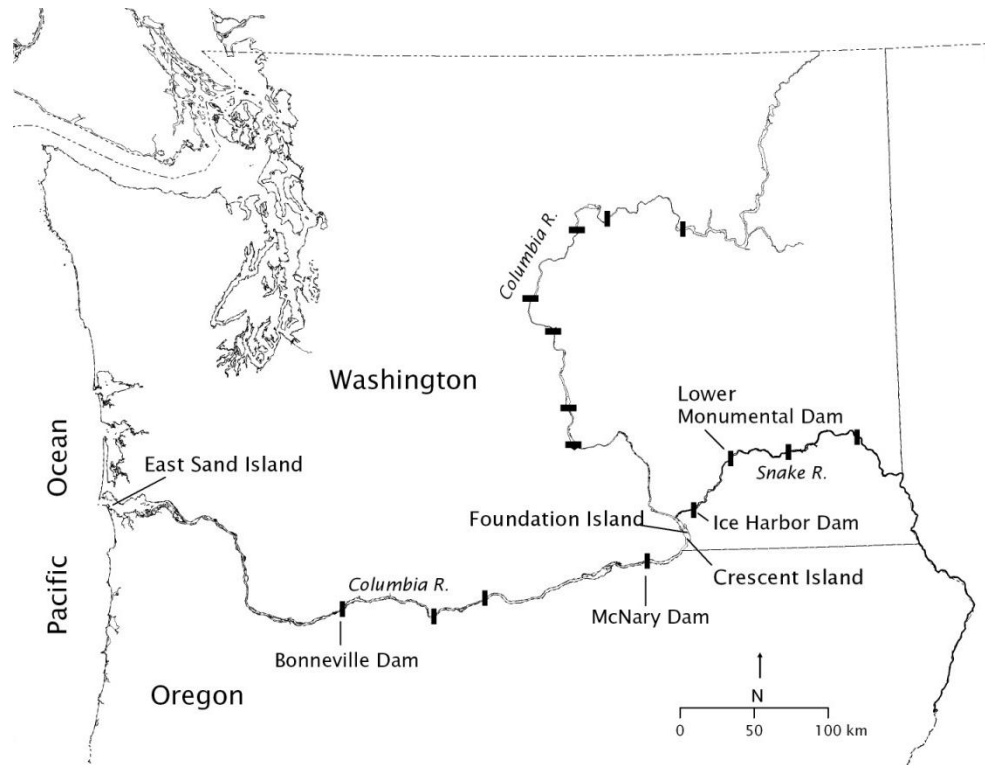 Columbia R.
Washington
Lower
Monumental Dam
Pacific Ocean
East Sand Island
Snake R.
Foundation Island
Ice Harbor Dam
Crescent Island
Columbia R.
McNary Dam
Bonneville Dam
Oregon
N
0 50 100 km